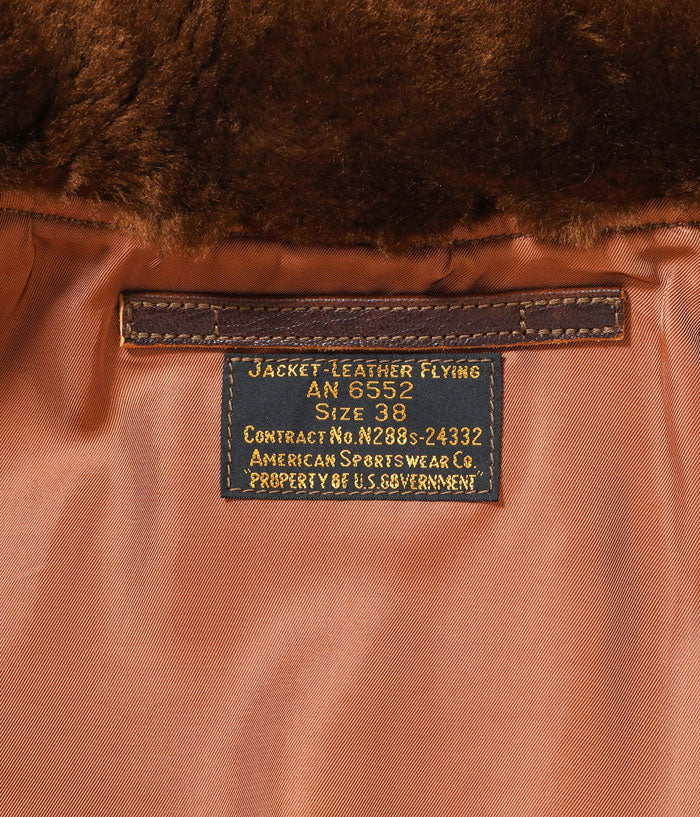 Jacket-Leather Flying
AN 6552
Size 38
Contract No. N288s-24332
American Sportswear Co.
"PROPERTY OF U.S. GOVERNMENT"